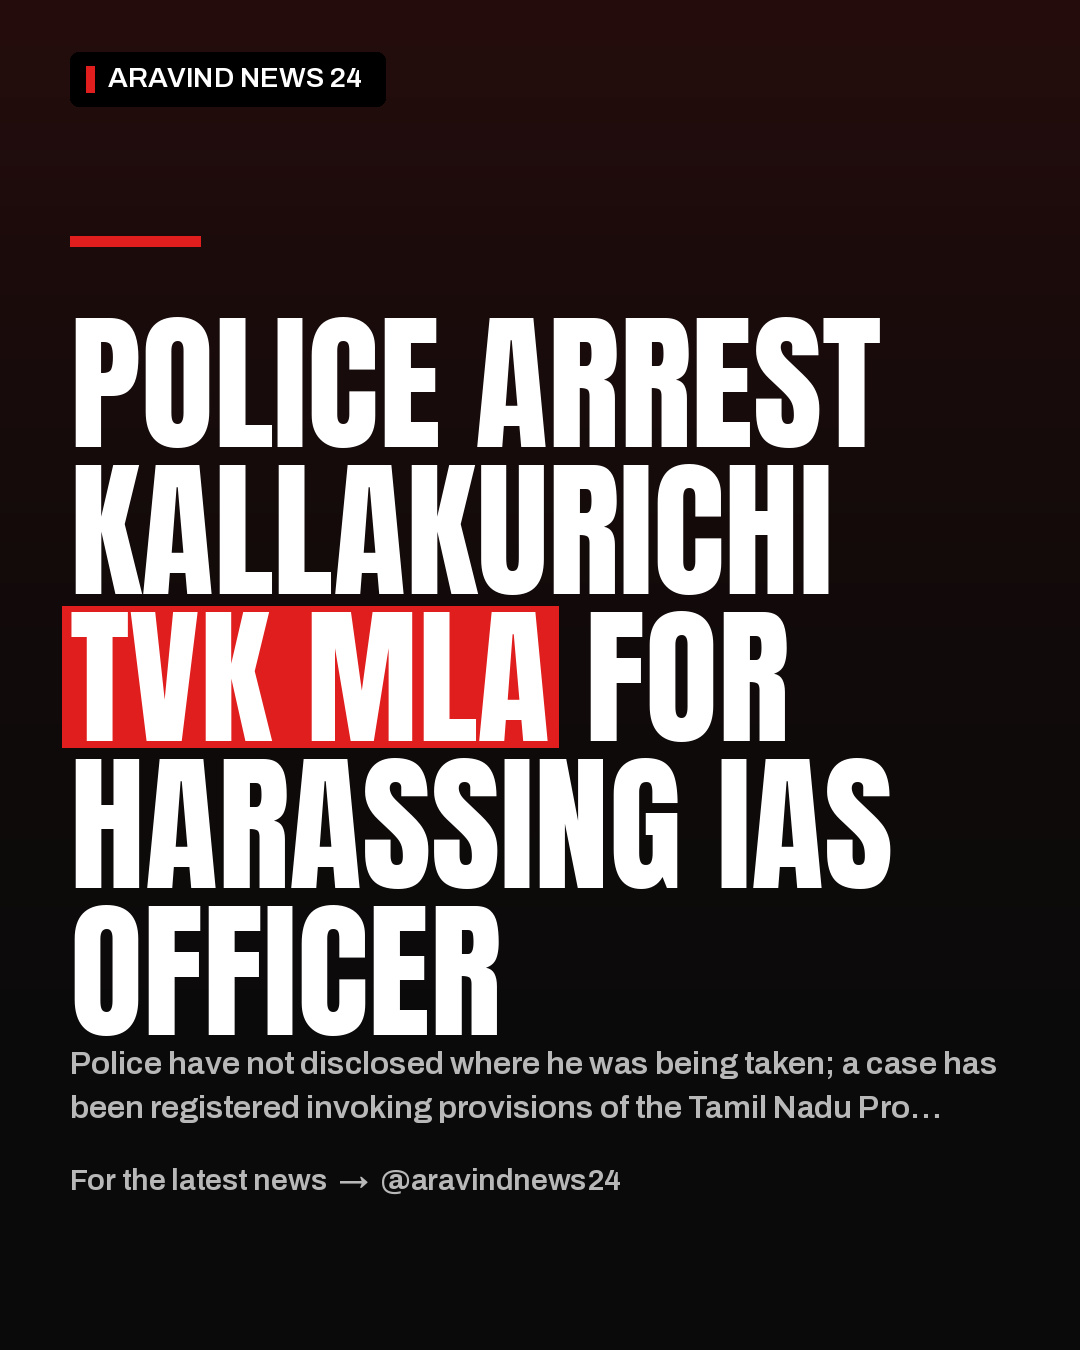 ARAVIND NEWS 24
POLICE ARREST
KALLAKURICHI
TVK MLA FOR
HARASSING IAS
OFFICER
Police have not disclosed where he was being taken; a case has
been registered invoking provisions of the Tamil Nadu Pro...
For the latest news → @aravindnews24